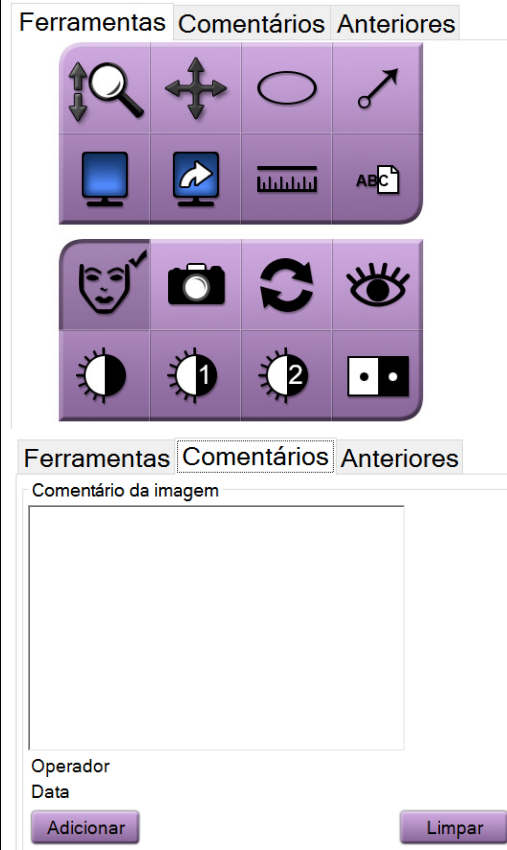 Ferramentas Comentários Anteriores
ABC
1 2
Ferramentas Comentários Anteriores
Comentário da imagem
Operador
Data
Adicionar Limpar